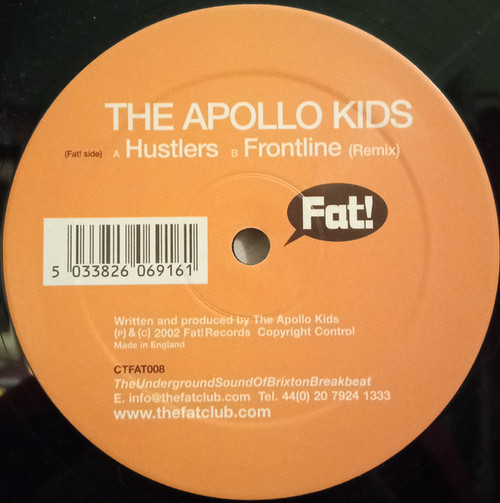 THE APOLLO KIDS
(Fat! side) A Hustlers B Frontline (Remix)
Fat!
5 033826 069161
Written and produced by The Apollo Kids
(P) & (C) 2002 Fat! Records Copyright Control
Made in England
CTFAT008
TheUndergroundSoundOfBrixtonBreakbeat
E. info@thefatclub.com Tel. 44(0) 20 7924 1333
www.thefatclub.com